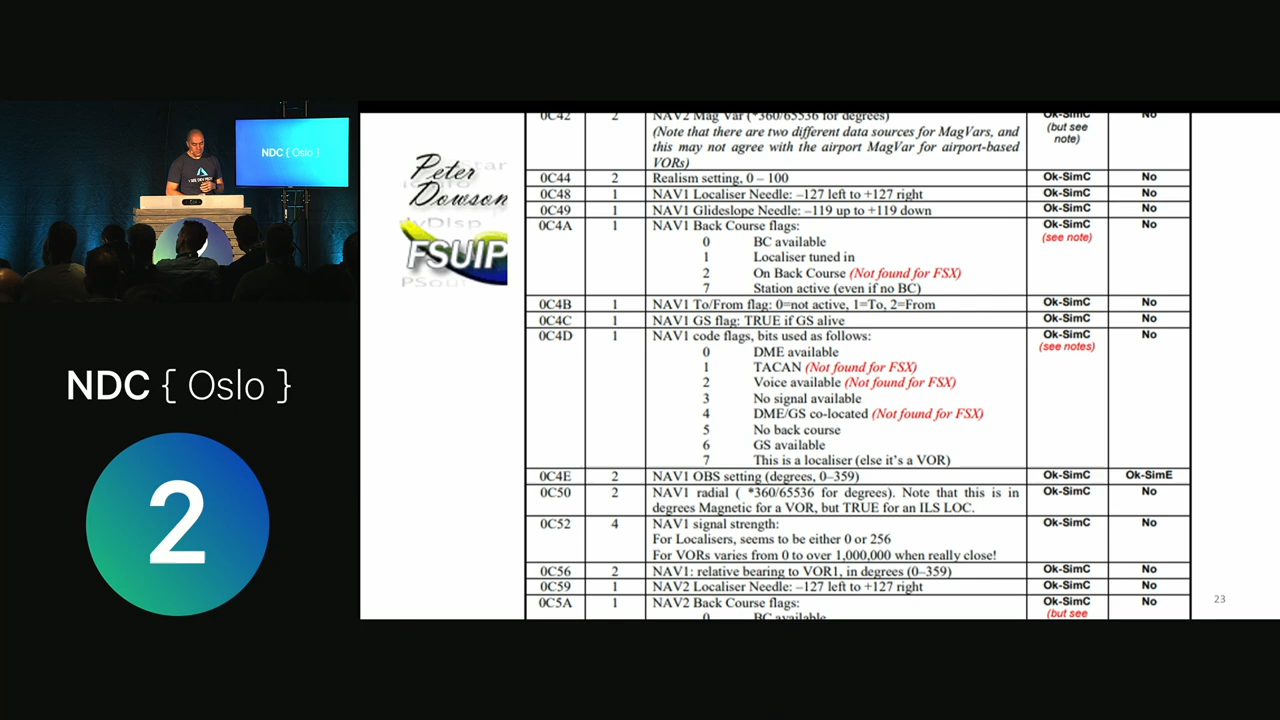 NDC { Oslo }
NDC { Oslo }
2
Peter
Dowson
FSUIP
0C42 2 NAV2 Mag Var (*360/65536 for degrees) Ok-SimC No
(Note that there are two different data sources for MagVars, and (but see
this may not agree with the airport MagVar for airport-based note)
VORs)
0C44 2 Realism setting, 0 – 100 Ok-SimC No
0C48 1 NAV1 Localiser Needle: –127 left to +127 right Ok-SimC No
0C49 1 NAV1 Glideslope Needle: –119 up to +119 down Ok-SimC No
0C4A 1 NAV1 Back Course flags: Ok-SimC No
0 BC available (see note)
1 Localiser tuned in
2 On Back Course (Not found for FSX)
7 Station active (even if no BC)
0C4B 1 NAV1 To/From flag: 0=not active, 1=To, 2=From Ok-SimC No
0C4C 1 NAV1 GS flag: TRUE if GS alive Ok-SimC No
0C4D 1 NAV1 code flags, bits used as follows: Ok-SimC No
0 DME available (see notes)
1 TACAN (Not found for FSX)
2 Voice available (Not found for FSX)
3 No signal available
4 DME/GS co-located (Not found for FSX)
5 No back course
6 GS available
7 This is a localiser (else it's a VOR)
0C4E 2 NAV1 OBS setting (degrees, 0–359) Ok-SimC Ok-SimE
0C50 2 NAV1 radial ( *360/65536 for degrees). Note that this is in Ok-SimC No
degrees Magnetic for a VOR, but TRUE for an ILS LOC.
0C52 4 NAV1 signal strength: Ok-SimC No
For Localisers, seems to be either 0 or 256
For VORs varies from 0 to over 1,000,000 when really close!
0C56 2 NAV1: relative bearing to VOR1, in degrees (0–359) Ok-SimC No
0C59 1 NAV2 Localiser Needle: –127 left to +127 right Ok-SimC No
0C5A 1 NAV2 Back Course flags: Ok-SimC No
0 BC available (but see
23